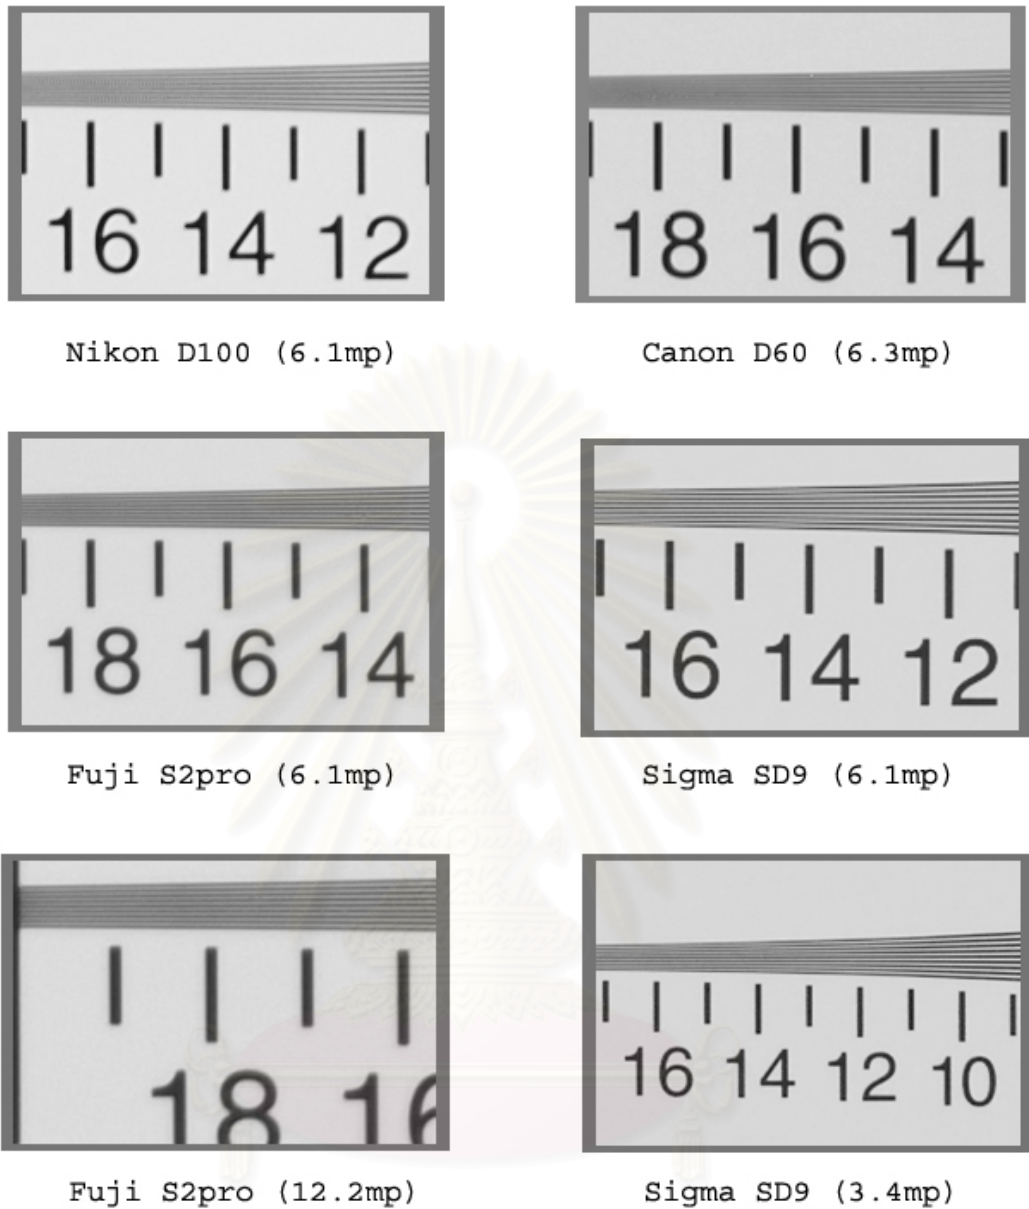 16 14 12
18 16 14
Nikon D100 (6.1mp)
Canon D60 (6.3mp)
18 16 14
16 14 12
Fuji S2pro (6.1mp)
Sigma SD9 (6.1mp)
18 16
16 14 12 10
Fuji S2pro (12.2mp)
Sigma SD9 (3.4mp)